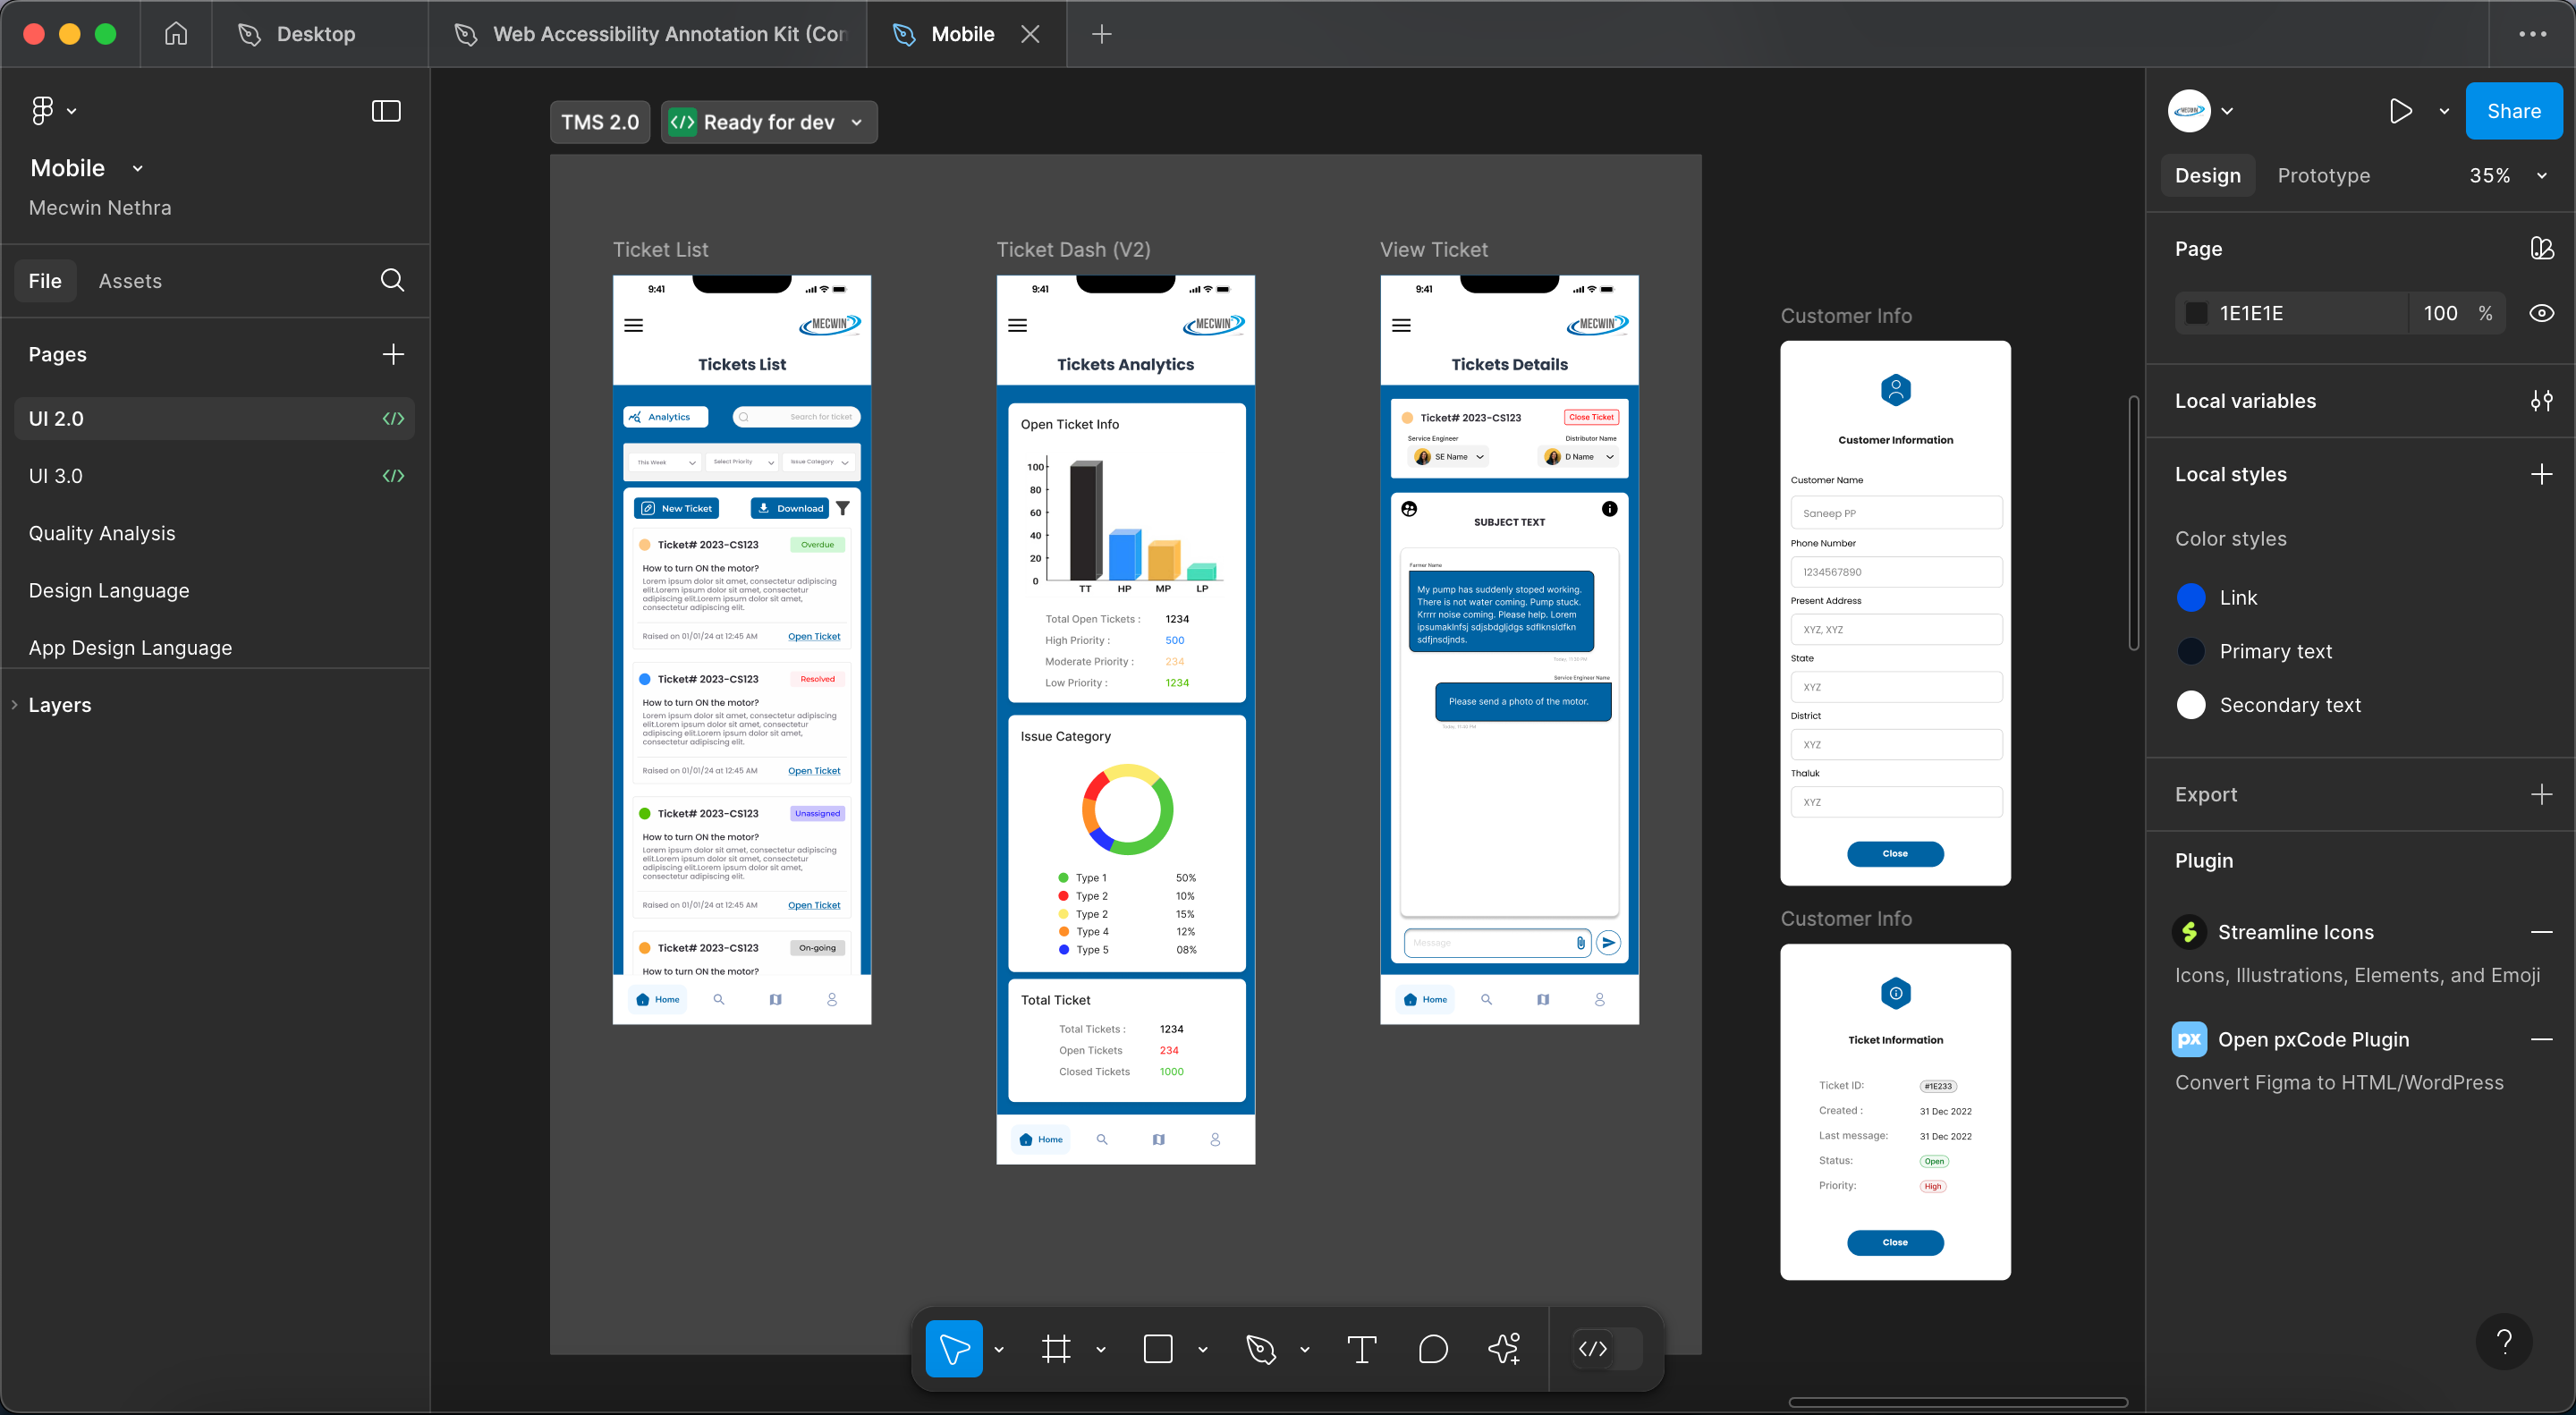 Desktop
Web Accessibility Annotation Kit (Con
Mobile
Mobile
Mecwin Nethra
File
Assets
Pages
UI 2.0
UI 3.0
Quality Analysis
Design Language
App Design Language
Layers
TMS 2.0
Ready for dev
Ticket List
9:41
MECWIN
Tickets List
Analytics
Search for ticket
This Week
Select Priority
Issue Category
New Ticket
Download
Ticket# 2023-CS123
Overdue
How to turn ON the motor?
Lorem ipsum dolor sit amet, consectetur adipiscing
elit.Lorem ipsum dolor sit amet, consectetur
adipiscing elit.Lorem ipsum dolor sit amet,
consectetur adipiscing elit.
Raised on 01/01/24 at 12:45 AM
Open Ticket
Ticket# 2023-CS123
Resolved
How to turn ON the motor?
Lorem ipsum dolor sit amet, consectetur adipiscing
elit.Lorem ipsum dolor sit amet, consectetur
adipiscing elit.Lorem ipsum dolor sit amet,
consectetur adipiscing elit.
Raised on 01/01/24 at 12:45 AM
Open Ticket
Ticket# 2023-CS123
Unassigned
How to turn ON the motor?
Lorem ipsum dolor sit amet, consectetur adipiscing
elit.Lorem ipsum dolor sit amet, consectetur
adipiscing elit.Lorem ipsum dolor sit amet,
consectetur adipiscing elit.
Raised on 01/01/24 at 12:45 AM
Open Ticket
Ticket# 2023-CS123
On-going
How to turn ON the motor?
Home
Ticket Dash (V2)
9:41
MECWIN
Tickets Analytics
Open Ticket Info
100
80
60
40
20
0
TT HP MP LP
Total Open Tickets : 1234
High Priority : 500
Moderate Priority : 234
Low Priority : 1234
Issue Category
Type 1 50%
Type 2 10%
Type 2 15%
Type 4 12%
Type 5 08%
Total Ticket
Total Tickets : 1234
Open Tickets 234
Closed Tickets 1000
Home
View Ticket
9:41
MECWIN
Tickets Details
Ticket# 2023-CS123
Close Ticket
Service Engineer
Distributor Name
SE Name
D Name
SUBJECT TEXT
Farmer Name
My pump has suddenly stoped working.
There is not water coming. Pump stuck.
Krrrr noise coming. Please help. Lorem
ipsumaklnfsj sdjsbdgljdgs sdflknsldfkn
sdfjnsdjnds.
Today, 11:30 PM
Service Engineer Name
Please send a photo of the motor.
Today, 11:40 PM
Message
Home
Customer Info
Customer Information
Customer Name
Saneep PP
Phone Number
1234567890
Present Address
XYZ, XYZ
State
XYZ
District
XYZ
Thaluk
XYZ
Close
Customer Info
Ticket Information
Ticket ID: #1E233
Created : 31 Dec 2022
Last message: 31 Dec 2022
Status: Open
Priority: High
Close
MECWIN
Share
Design
Prototype
35%
Page
1E1E1E
100 %
Local variables
Local styles
Color styles
Link
Primary text
Secondary text
Export
Plugin
Streamline Icons
Icons, Illustrations, Elements, and Emoji
px
Open pxCode Plugin
Convert Figma to HTML/WordPress
?